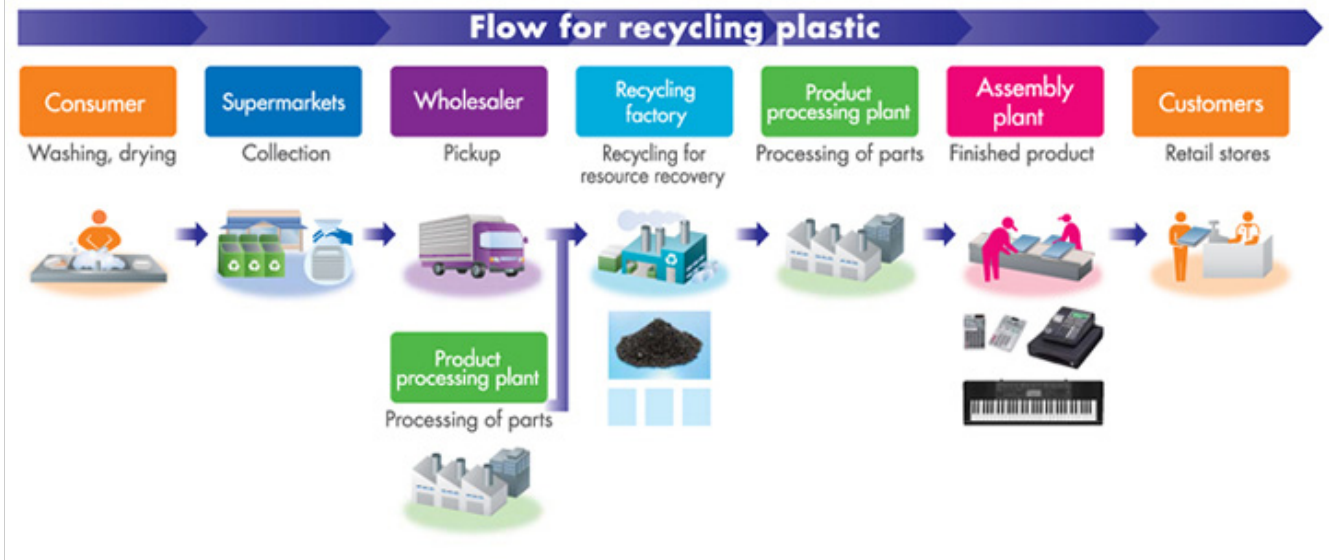 Flow for recycling plastic
Consumer
Washing, drying
Supermarkets
Collection
Wholesaler
Pickup
Recycling
factory
Recycling for
resource recovery
Product
processing plant
Processing of parts
Assembly
plant
Finished product
Customers
Retail stores
Product
processing plant
Processing of parts